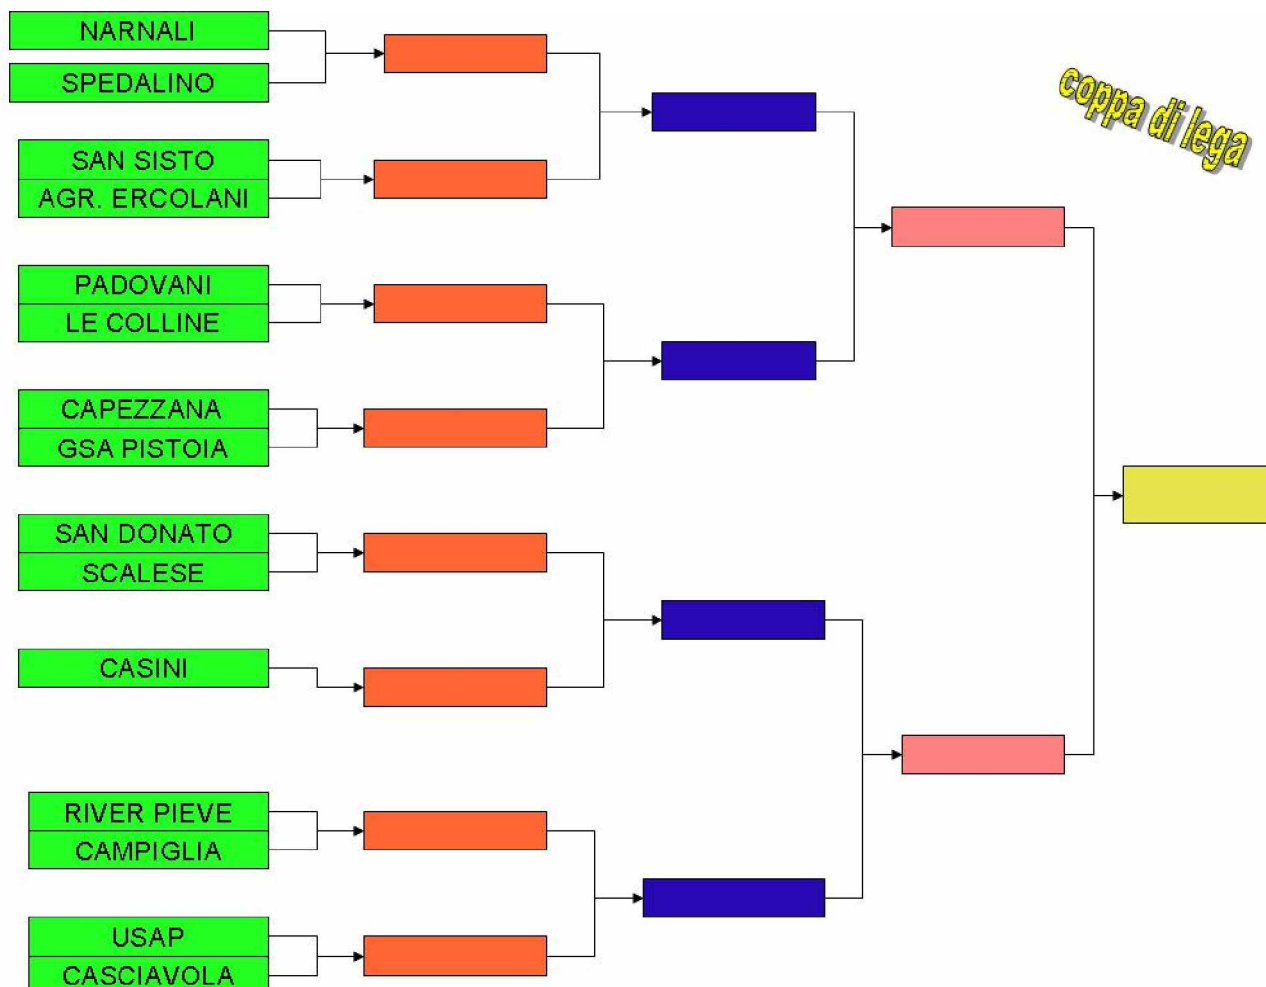 NARNALI
SPEDALINO
coppa di lega
SAN SISTO
AGR. ERCOLANI
PADOVANI
LE COLLINE
CAPEZZANA
GSA PISTOIA
SAN DONATO
SCALESE
CASINI
RIVER PIEVE
CAMPIGLIA
USAP
CASCIAVOLA